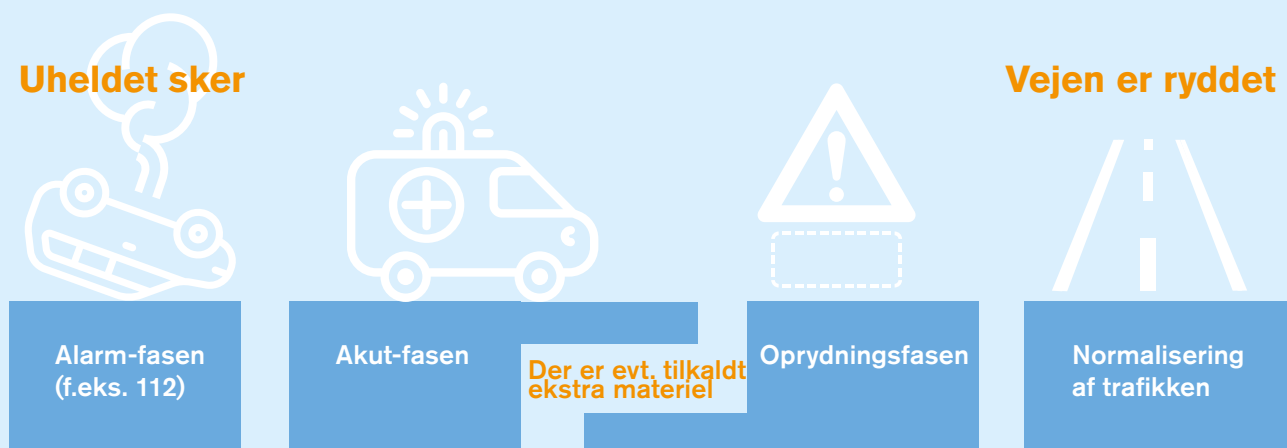 Uheldet sker
Vejen er ryddet
Alarm-fasen
(f.eks. 112)
Akut-fasen
Der er evt. tilkaldt
ekstra materiel
Oprydningsfasen
Normalisering
af trafikken